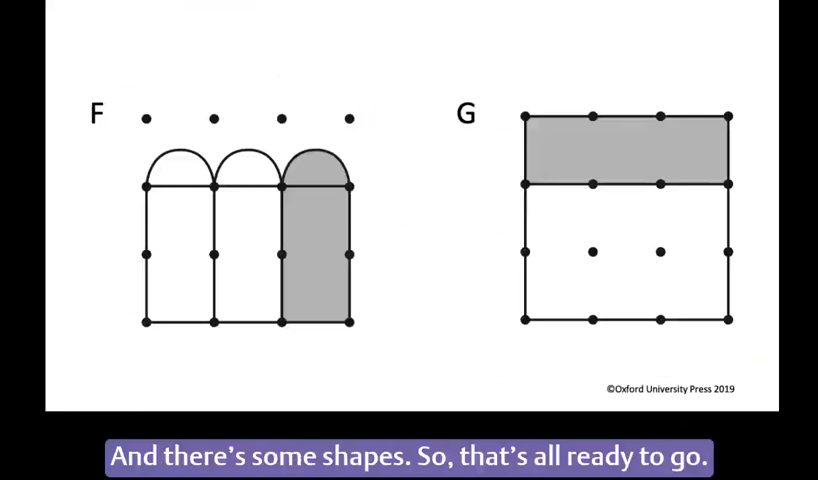 F
G
©Oxford University Press 2019
And there's some shapes. So, that's all ready to go.